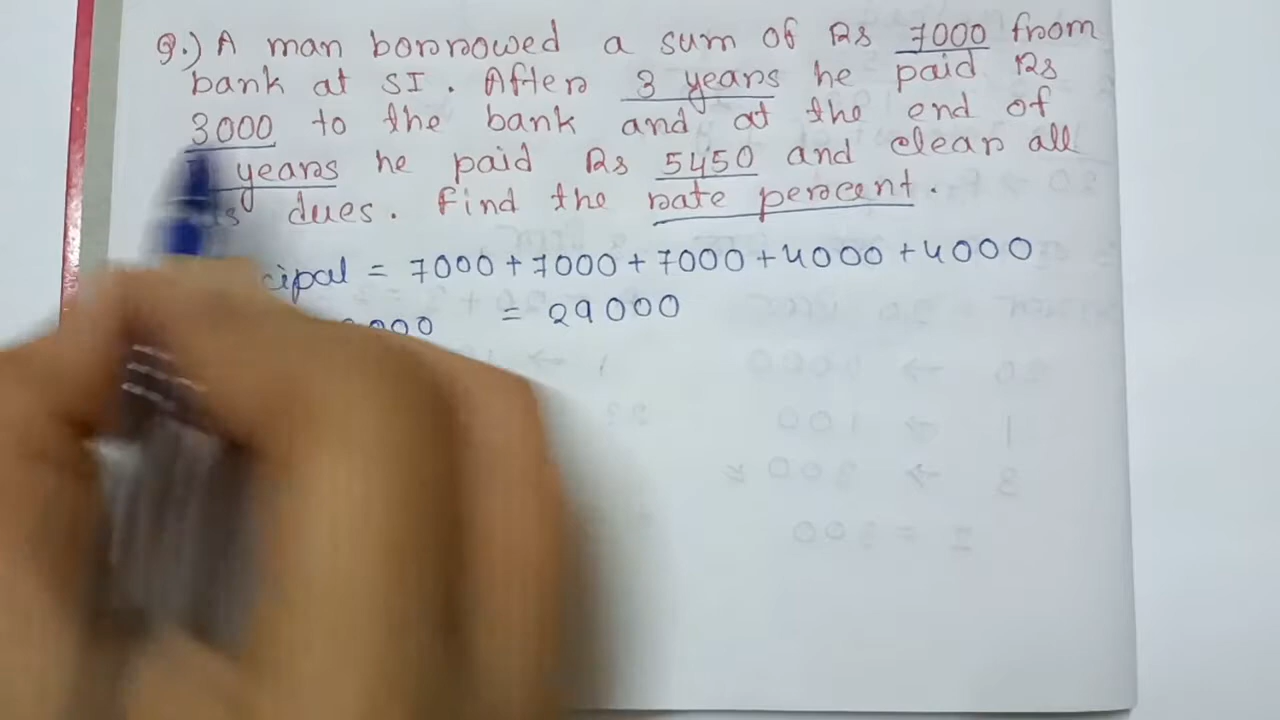 Q.) A man borrowed a sum of Rs 7000 from
bank at SI. After 3 years he paid Rs
3000 to the bank and at the end of
years he paid Rs 5450 and clear all
dues. Find the rate percent.
= 7000 + 7000 + 7000 + 4000 + 4000
= 29000